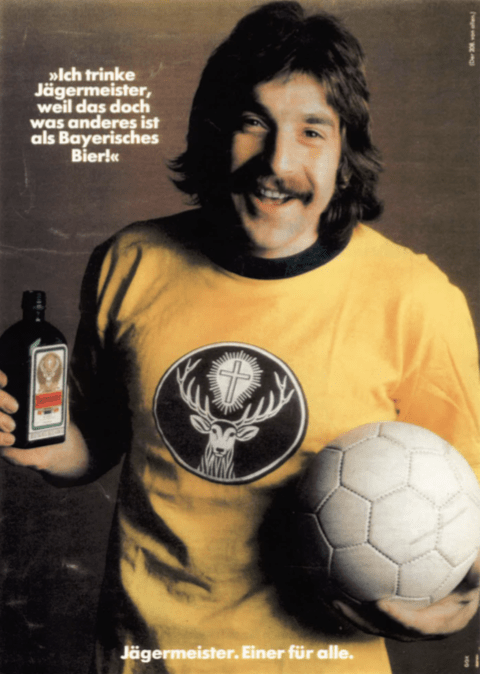 »Ich trinke
Jägermeister,
weil das doch
was anderes ist
als Bayerisches
Bier!«
Jägermeister. Einer für alle.